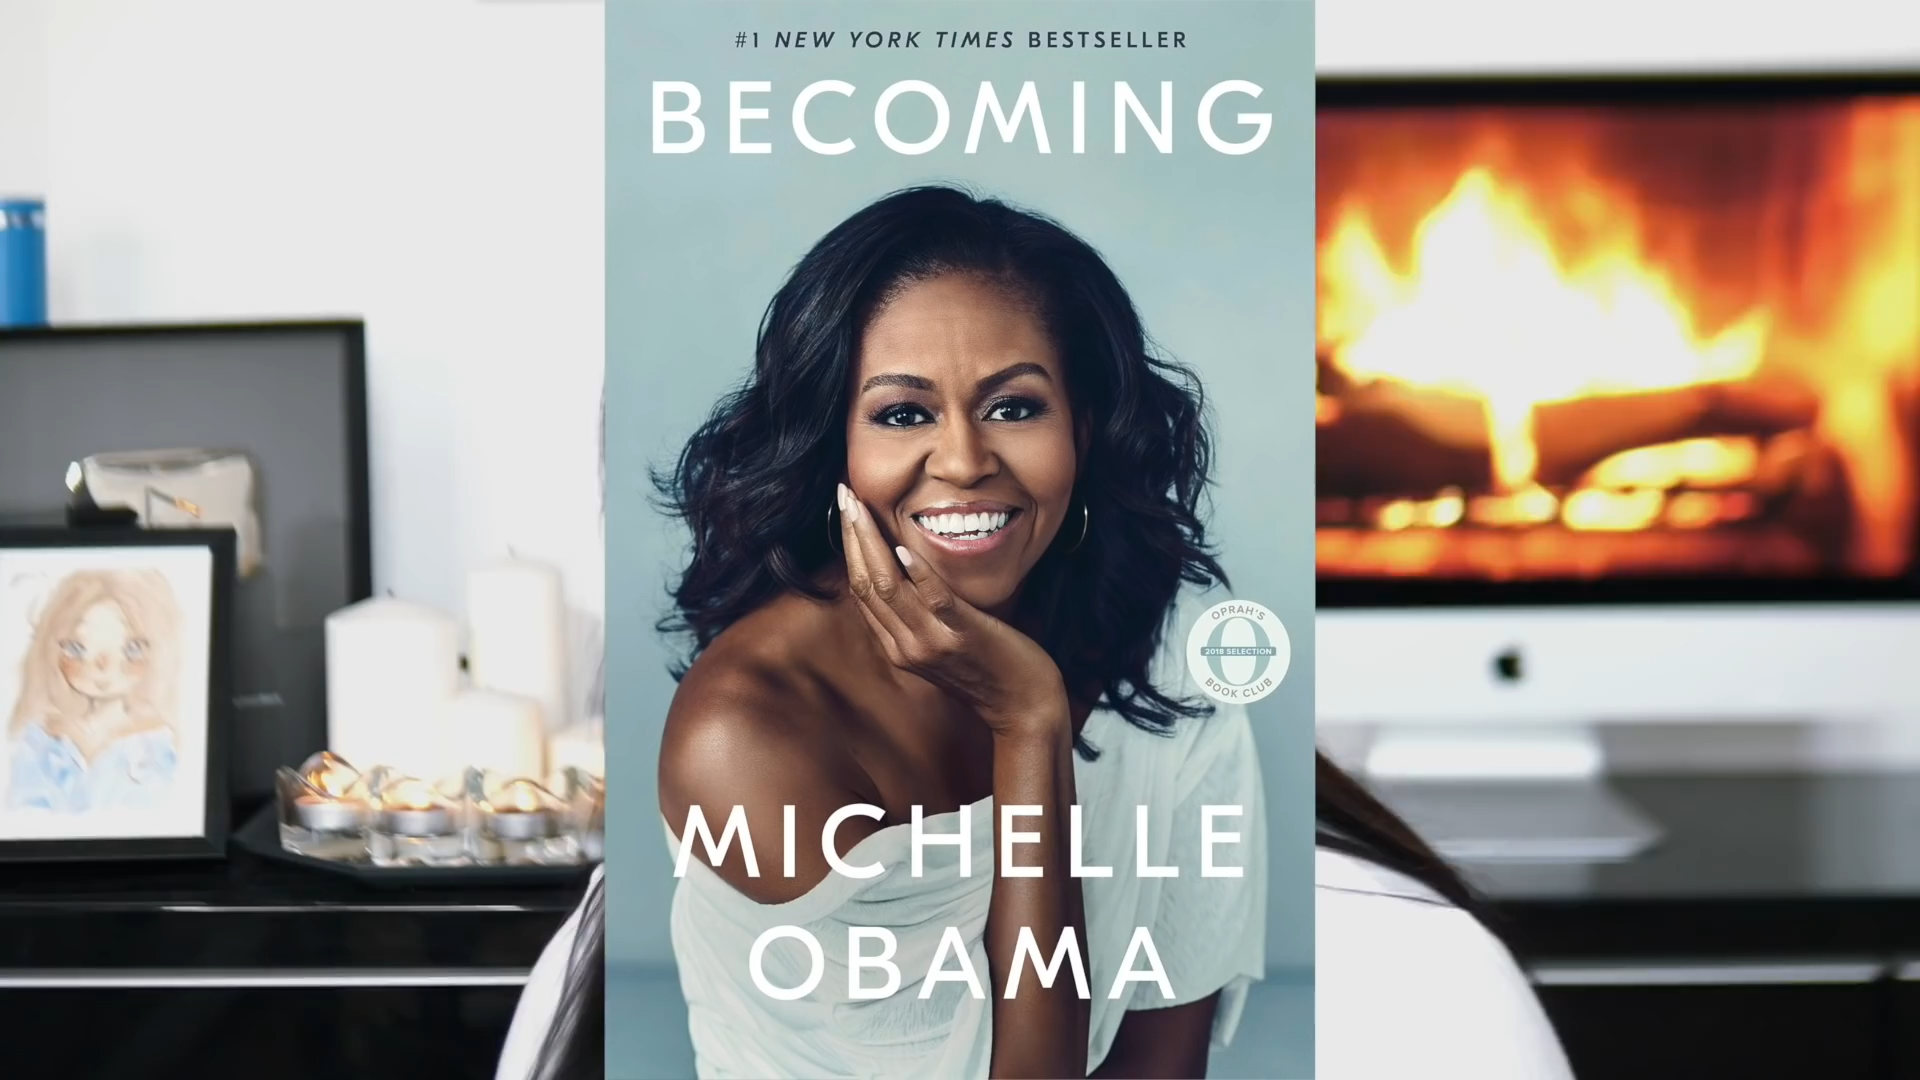 #1 NEW YORK TIMES BESTSELLER
BECOMING
OPRAH'S
2018 SELECTION
BOOK CLUB
MICHELLE
OBAMA